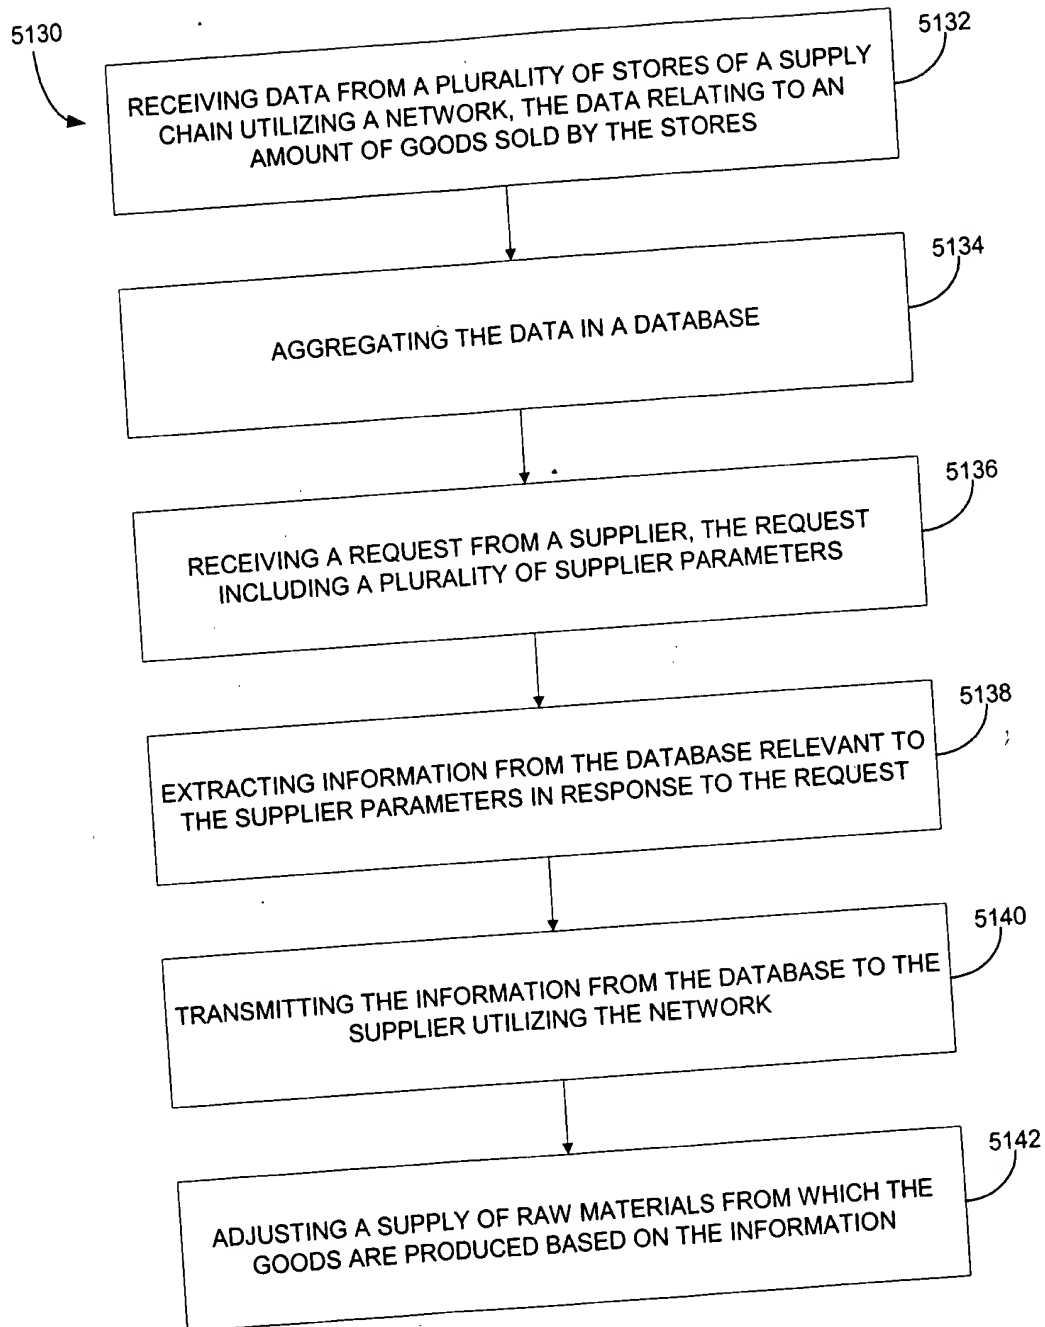 5130
5132
RECEIVING DATA FROM A PLURALITY OF STORES OF A SUPPLY
CHAIN UTILIZING A NETWORK, THE DATA RELATING TO AN
AMOUNT OF GOODS SOLD BY THE STORES
5134
AGGREGATING THE DATA IN A DATABASE
5136
RECEIVING A REQUEST FROM A SUPPLIER, THE REQUEST
INCLUDING A PLURALITY OF SUPPLIER PARAMETERS
5138
EXTRACTING INFORMATION FROM THE DATABASE RELEVANT TO
THE SUPPLIER PARAMETERS IN RESPONSE TO THE REQUEST
5140
TRANSMITTING THE INFORMATION FROM THE DATABASE TO THE
SUPPLIER UTILIZING THE NETWORK
5142
ADJUSTING A SUPPLY OF RAW MATERIALS FROM WHICH THE
GOODS ARE PRODUCED BASED ON THE INFORMATION